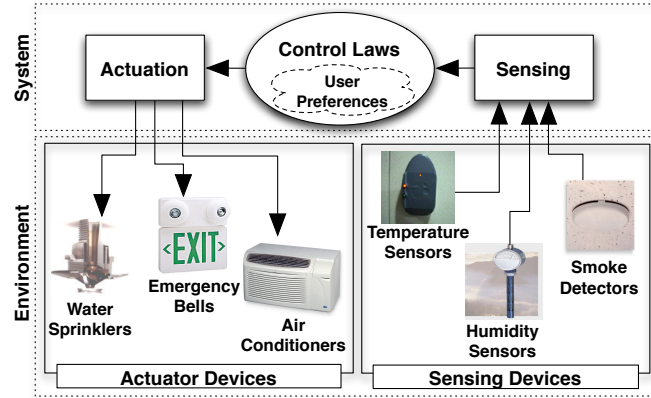 System
Actuation
Control Laws
User
Preferences
Sensing
Environment
Water
Sprinklers
<EXIT>
Emergency
Bells
Air
Conditioners
Actuator Devices
Temperature
Sensors
Humidity
Sensors
Smoke
Detectors
Sensing Devices